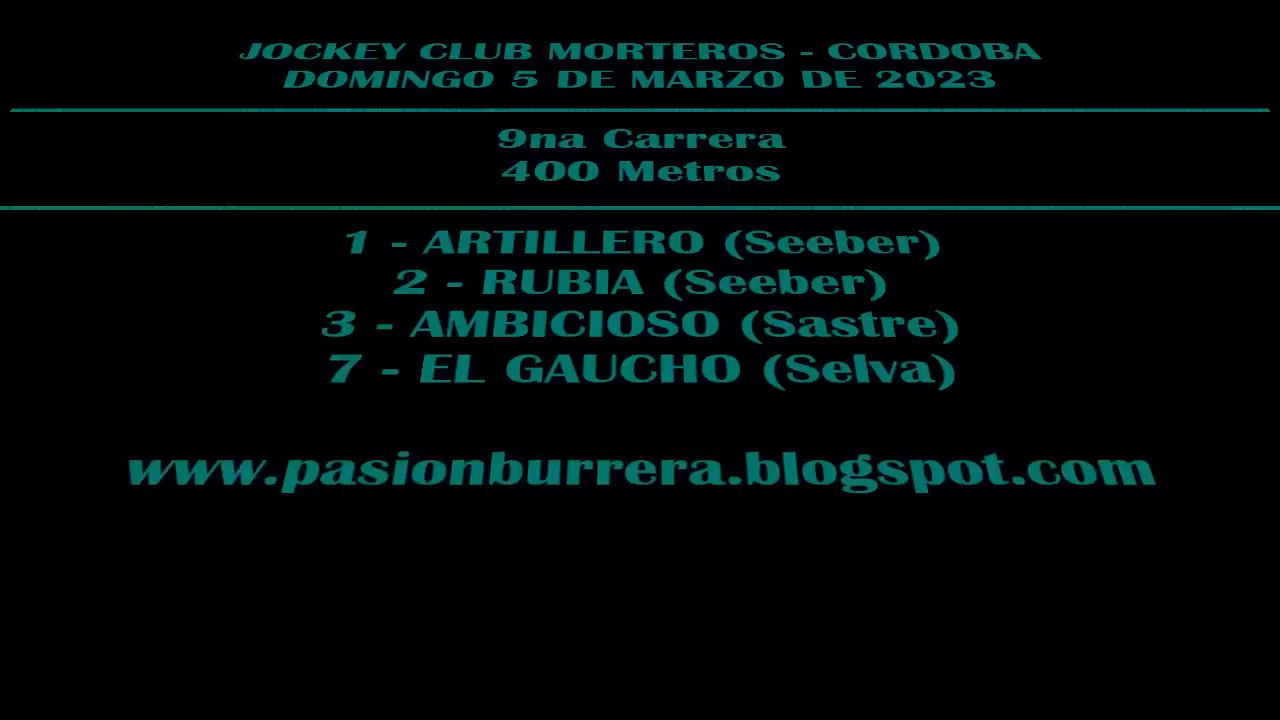 JOCKEY CLUB MORTEROS - CORDOBA
DOMINGO 5 DE MARZO DE 2023
9na Carrera
400 Metros
1 - ARTILLERO (Seeber)
2 - RUBIA (Seeber)
3 - AMBICIOSO (Sastre)
7 - EL GAUCHO (Selva)
www.pasionburrera.blogspot.com